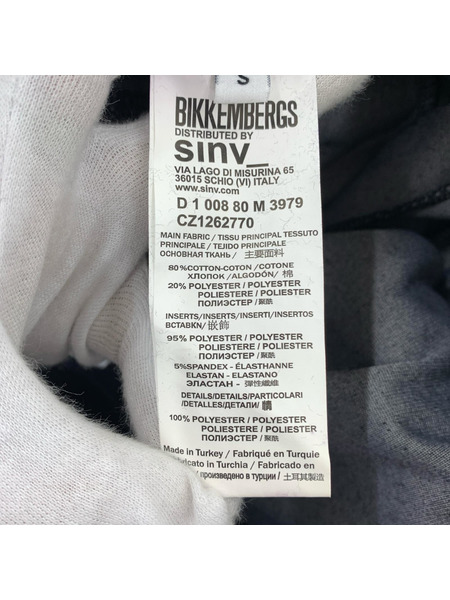 S
BIKKEMBERGS
DISTRIBUTED BY
sinv_
VIA LAGO DI MISURINA 65
36015 SCHIO (VI) ITALY
www.sinv.com
D 1 008 80 M 3979
CZ1262770
MAIN FABRIC / TISSU PRINCIPAL TESSUTO
PRINCIPALE / TEJIDO PRINCIPALE /
ОСНОВНАЯ ТКАНЬ / 主要面料
80%COTTON-COTON /COTONE
ХЛОПОК /ALGODÓN/ 棉
20% POLYESTER / POLYESTER
POLIESTERE / POLIESTER
ПОЛИЭСТЕР /聚酯
INSERTS/INSERTS/INSERTI/INSERTOS
ВСТАВКN/ 嵌飾
95% POLYESTER / POLYESTER
POLIESTERE / POLIESTER
ПОЛИЭСТЕР /聚酯
5%SPANDEX - ÉLASTHANNE
ELASTAN - ELASTANO
ЭЛАСТАН - 彈性纖維
DETAILS/DETAILS/PARTICOLARI
/DETALLES/ДЕТАЛИ/
100% POLYESTER / POLYESTER
POLIESTERE / POLIESTER
ПОЛИЭСТЕР /聚酯
Made in Turkey / Fabriqué en Turquie
bricato in Turchia / Fabricado en
/ произведено в турции / 土耳其製造